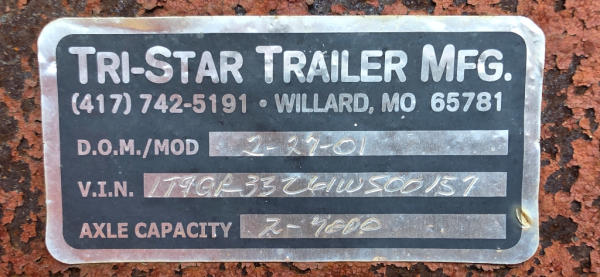 TRI-STAR TRAILER MFG.
(417) 742-5191 • WILLARD, MO 65781
D.O.M./MOD 2-27-01
V.I.N.
AXLE CAPACITY 2-7000